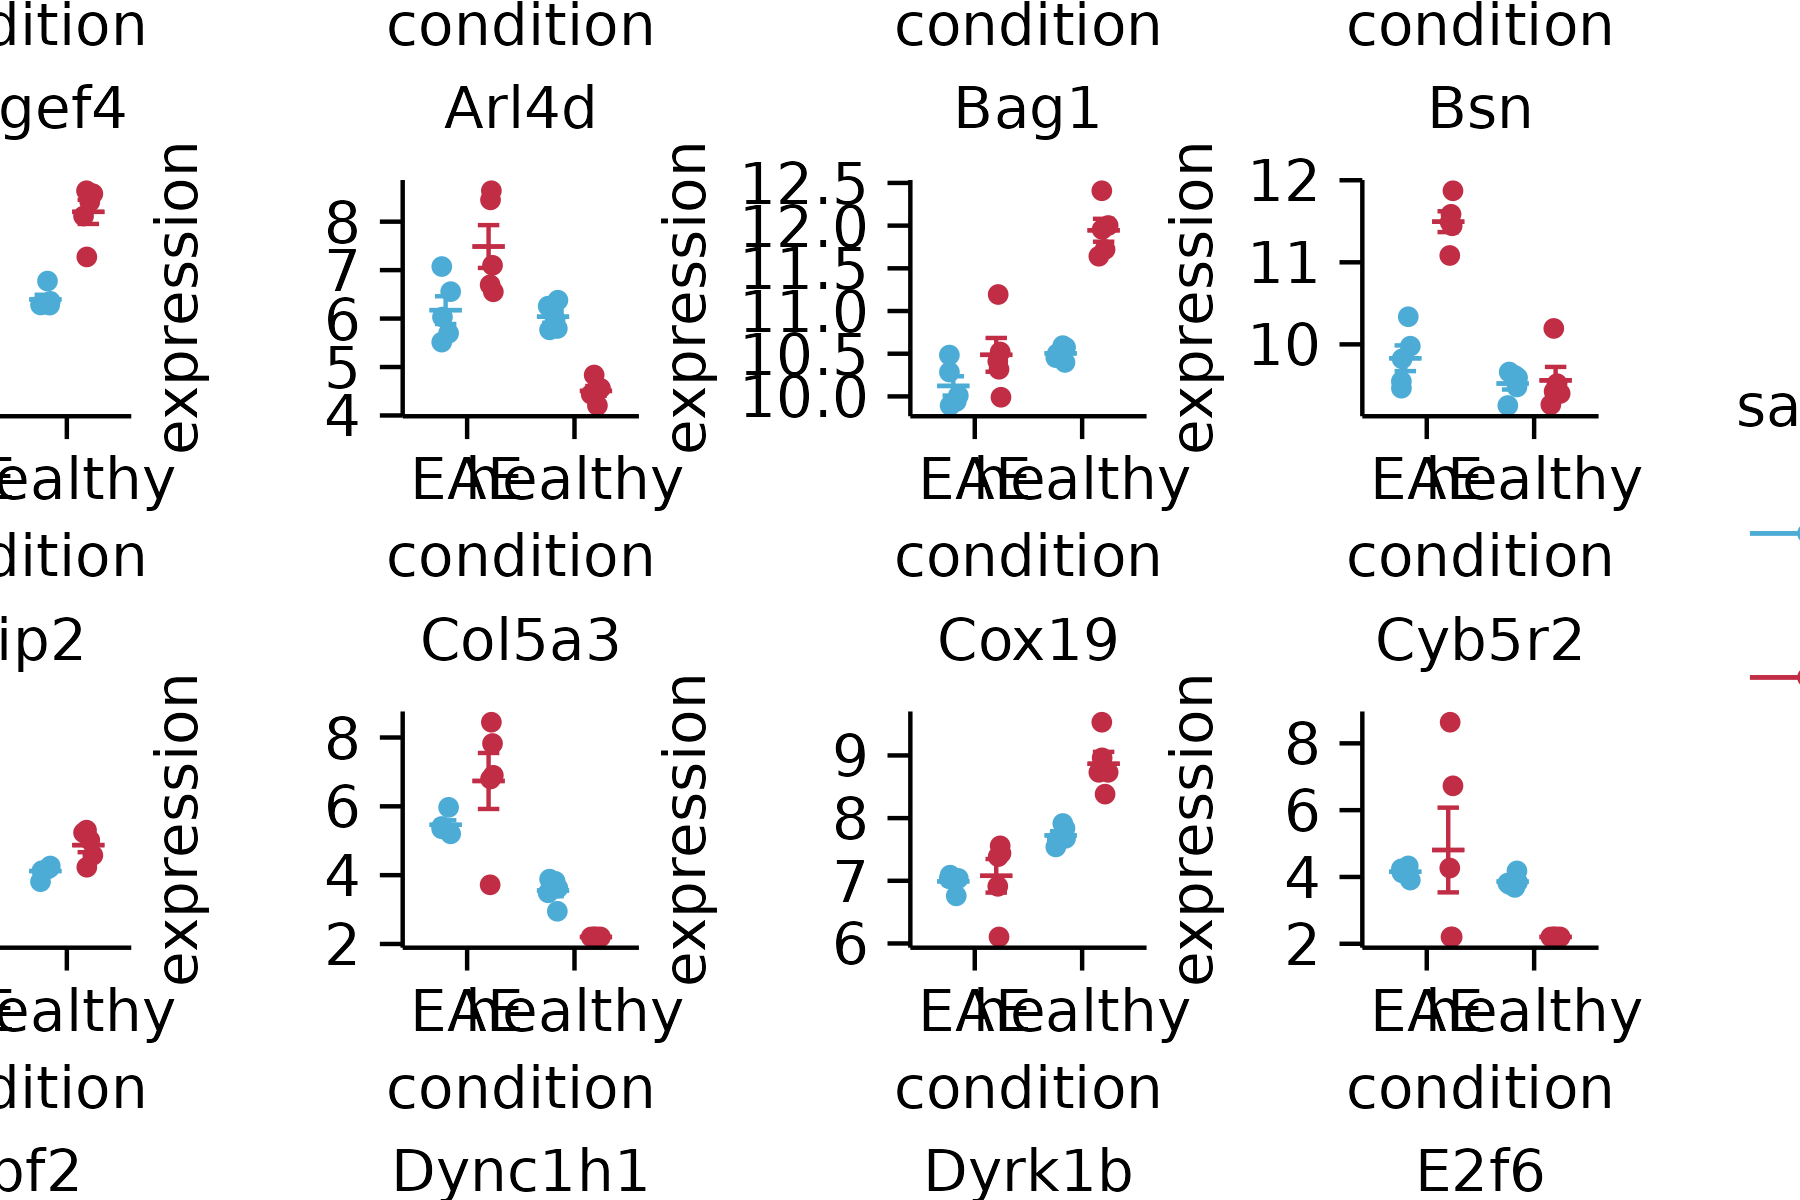 dition condition condition condition
gef4 Arl4d Bag1 Bsn
expression 8 7 6 5 4
expression 12.5 12.0 11.5 11.0 10.5 10.0
expression 12 11 10
sa
ealthy EAE healthy EAE healthy EAE healthy
dition condition condition condition
ip2 Col5a3 Cox19 Cyb5r2
expression 8 6 4 2
expression 9 8 7 6
expression 8 6 4 2
ealthy EAE healthy EAE healthy EAE healthy
dition condition condition condition
bf2 Dync1h1 Dyrk1b E2f6